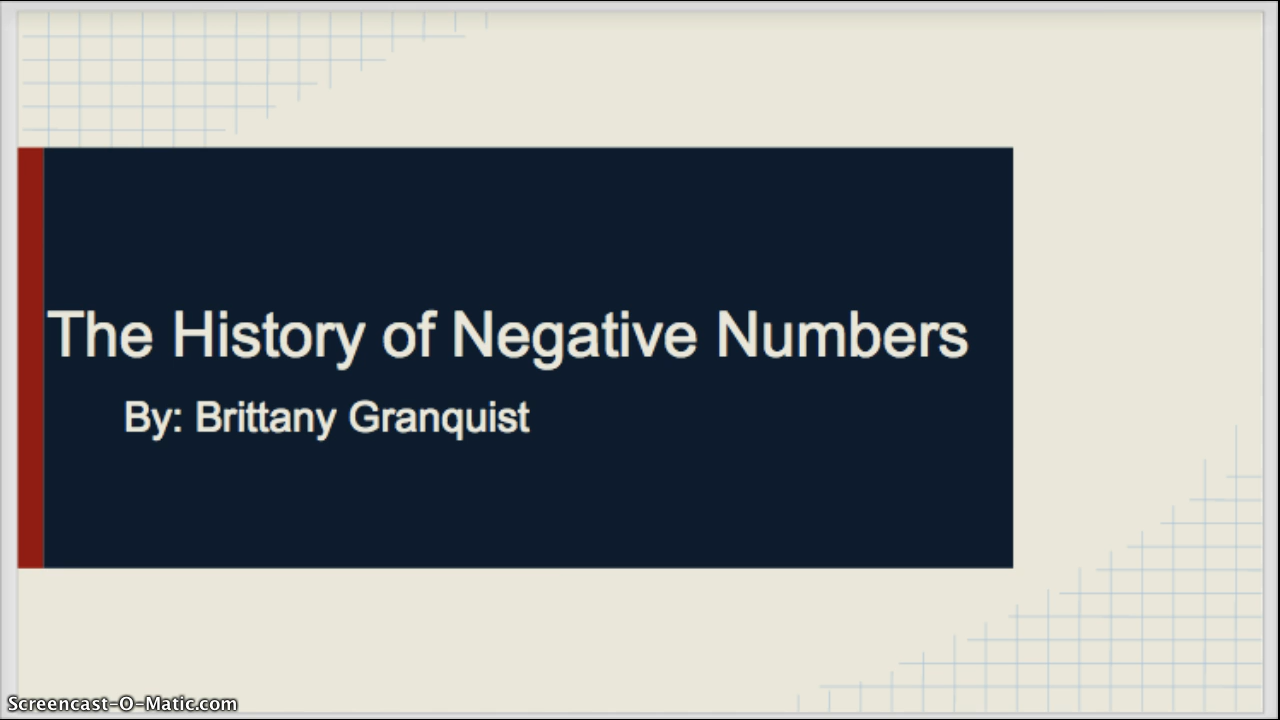 The History of Negative Numbers
By: Brittany Granquist
Screencast-O-Matic.com